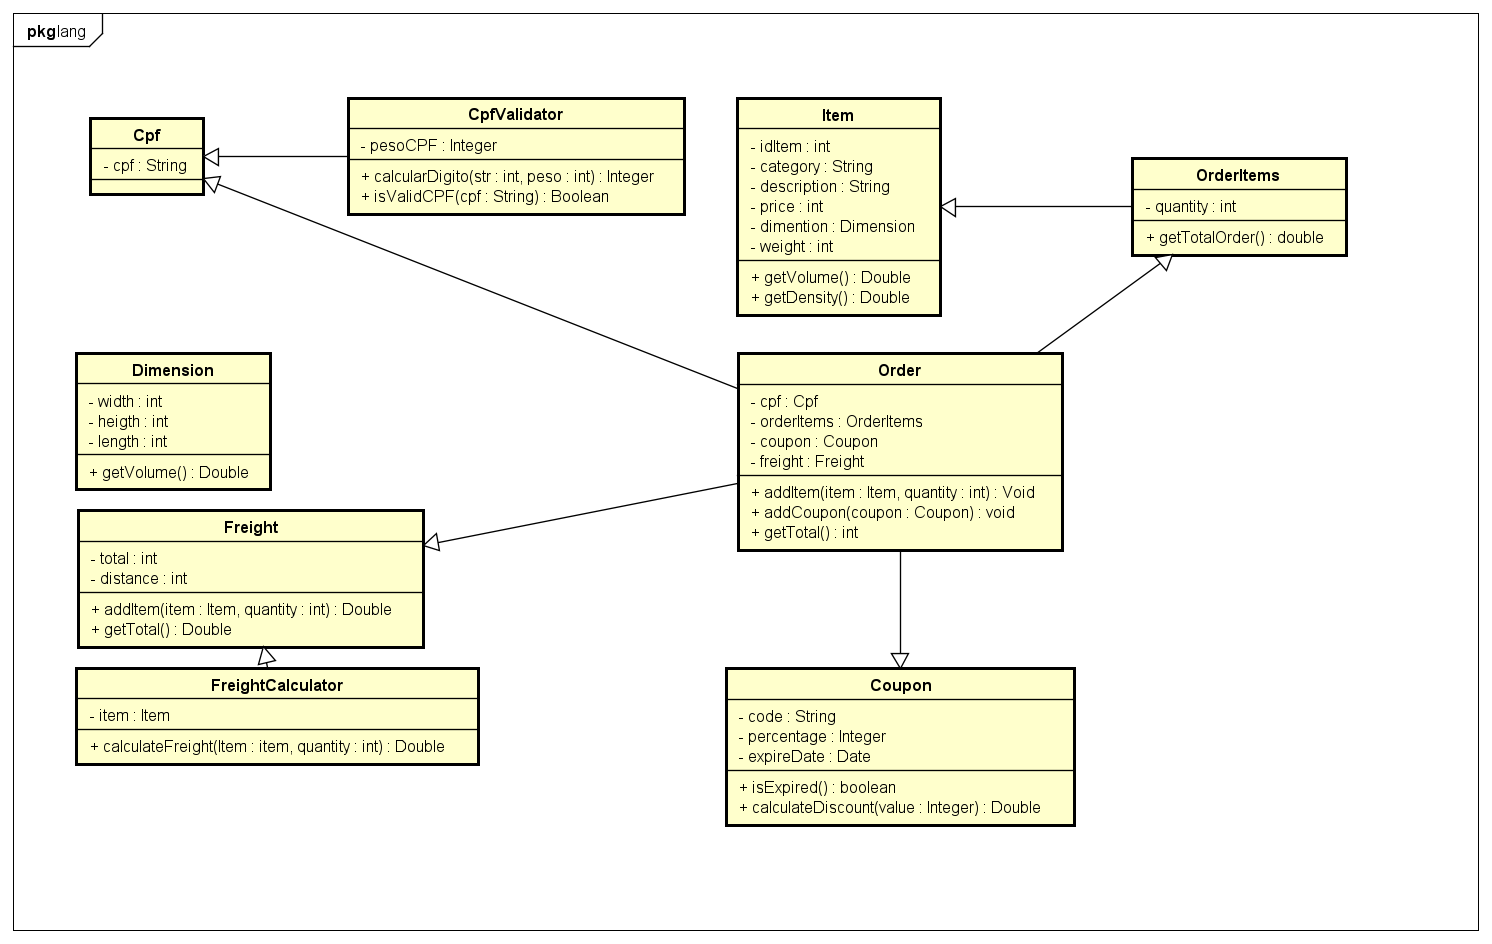 pkg lang
Cpf
- cpf : String
CpfValidator
- pesoCPF : Integer
+ calcularDigito(str : int, peso : int) : Integer
+ isValidCPF(cpf : String) : Boolean
Item
- idItem : int
- category : String
- description : String
- price : int
- dimention : Dimension
- weight : int
+ getVolume() : Double
+ getDensity() : Double
OrderItems
- quantity : int
+ getTotalOrder() : double
Dimension
- width : int
- heigth : int
- length : int
+ getVolume() : Double
Order
- cpf : Cpf
- orderItems : OrderItems
- coupon : Coupon
- freight : Freight
+ addItem(item : Item, quantity : int) : Void
+ addCoupon(coupon : Coupon) : void
+ getTotal() : int
Freight
- total : int
- distance : int
+ addItem(item : Item, quantity : int) : Double
+ getTotal() : Double
FreightCalculator
- item : Item
+ calculateFreight(Item : item, quantity : int) : Double
Coupon
- code : String
- percentage : Integer
- expireDate : Date
+ isExpired() : boolean
+ calculateDiscount(value : Integer) : Double